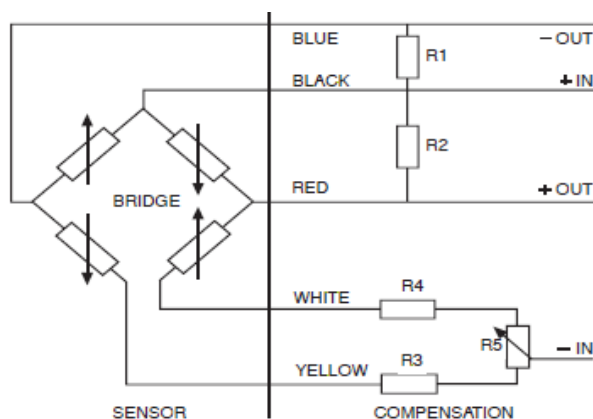 BLUE
− OUT
R1
BLACK
+ IN
R2
BRIDGE
RED
+ OUT
WHITE
R4
R5
− IN
YELLOW
R3
SENSOR
COMPENSATION